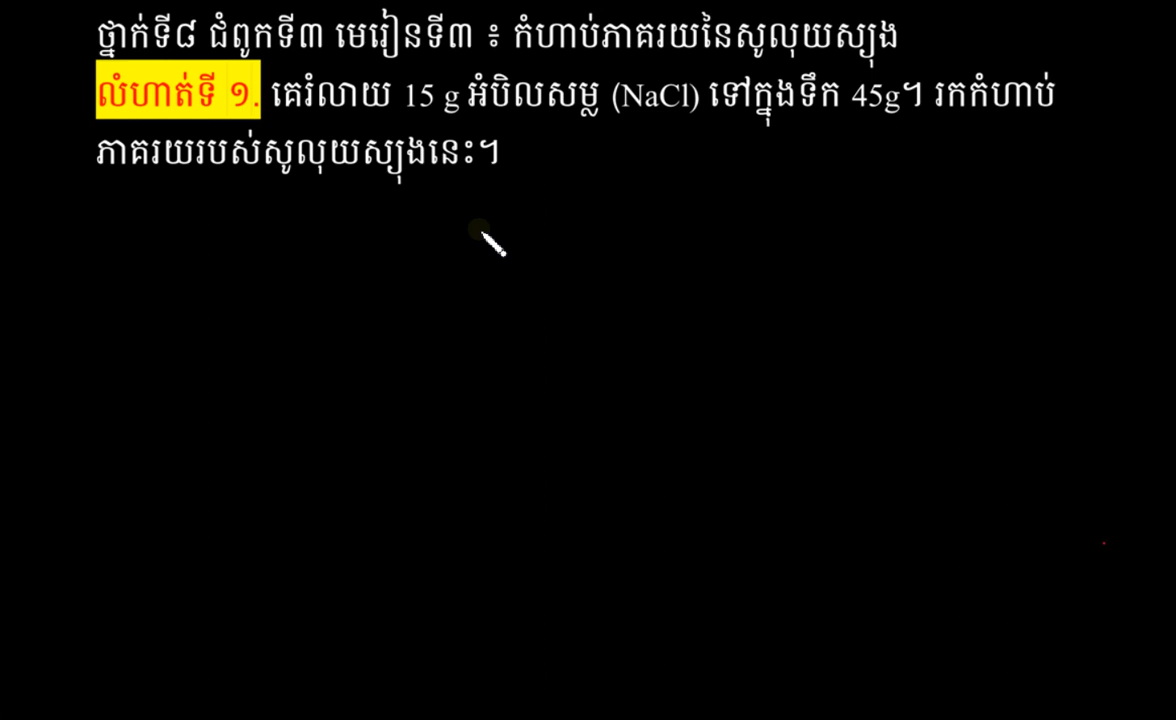 ថ្នាក់ទី៨ ជំពូកទី៣ មេរៀនទី៣ ៖ កំហាប់ភាគរយនៃសូលុយស្យុង
លំហាត់ទី ១. គេរំលាយ 15 g អំបិលសម្ល (NaCl) ទៅក្នុងទឹក 45g។ រកកំហាប់
ភាគរយរបស់សូលុយស្យុងនេះ។